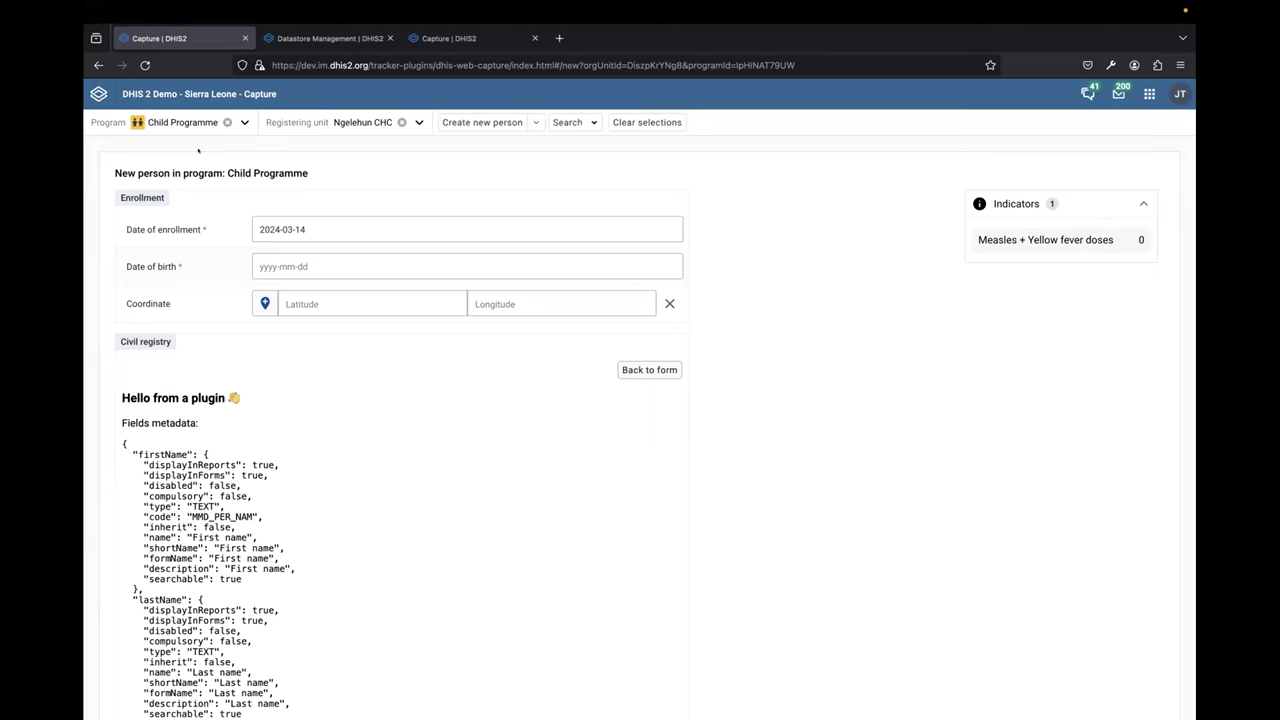 Capture | DHIS2
Datastore Management | DHIS2
Capture | DHIS2
https://dev.im.dhis2.org/tracker-plugins/dhis-web-capture/index.html#/new?orgUnitId=DiszpKrYNg8&programId=IpHINAT79UW
DHIS 2 Demo - Sierra Leone - Capture
41
200
JT
Program Child Programme
Registering unit Ngelehun CHC
Create new person
Search
Clear selections
New person in program: Child Programme
Enrollment
Date of enrollment *
2024-03-14
Date of birth *
yyyy-mm-dd
Coordinate
Latitude
Longitude
Indicators 1
Measles + Yellow fever doses 0
Civil registry
Back to form
Hello from a plugin 👋
Fields metadata:
{
"firstName": {
"displayInReports": true,
"displayInForms": true,
"disabled": false,
"compulsory": false,
"type": "TEXT",
"code": "MMD_PER_NAM",
"inherit": false,
"name": "First name",
"shortName": "First name",
"formName": "First name",
"description": "First name",
"searchable": true
},
"lastName": {
"displayInReports": true,
"displayInForms": true,
"disabled": false,
"compulsory": false,
"type": "TEXT",
"inherit": false,
"name": "Last name",
"shortName": "Last name",
"formName": "Last name",
"description": "Last name",
"searchable": true